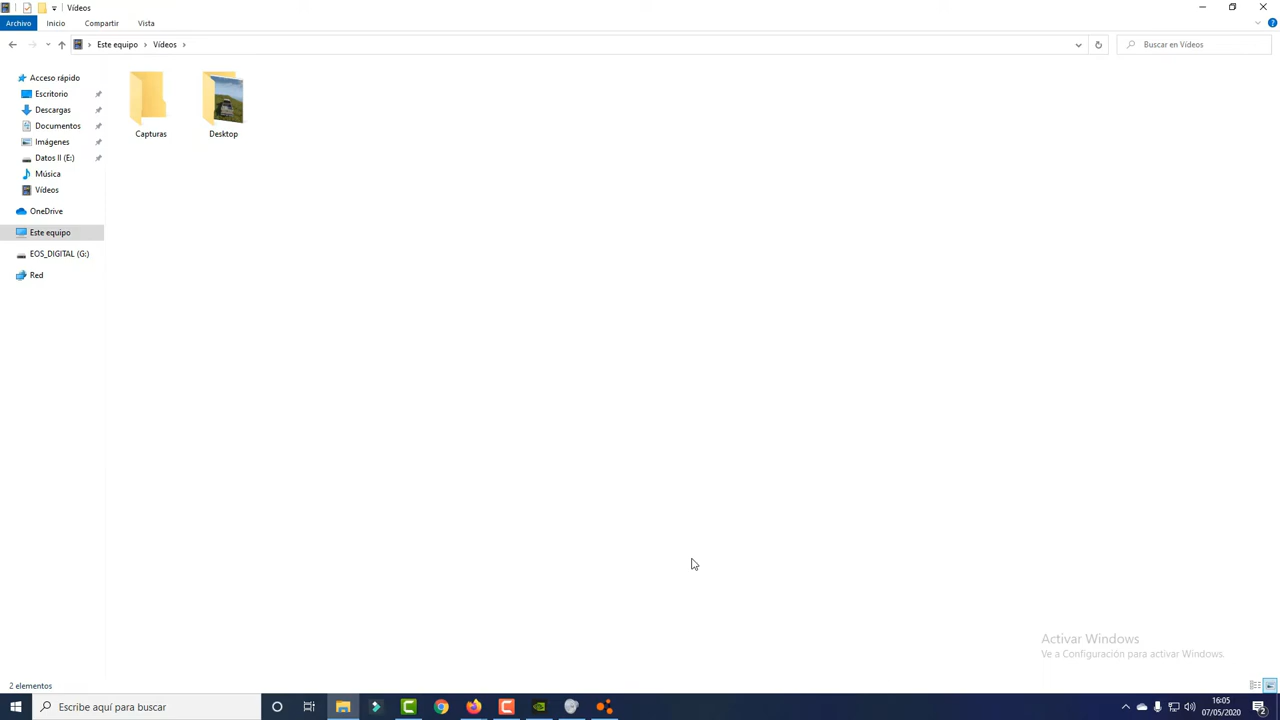 Vídeos
Archivo Inicio Compartir Vista
Este equipo Vídeos
Buscar en Vídeos
Acceso rápido
Escritorio
Descargas
Documentos
Imágenes
Datos II (E:)
Música
Vídeos
OneDrive
Este equipo
EOS_DIGITAL (G:)
Red
Capturas
Desktop
Activar Windows
Ve a Configuración para activar Windows.
2 elementos
Escribe aquí para buscar
16:05
07/05/2020
2